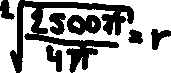 ²√(2500π/4π) = r